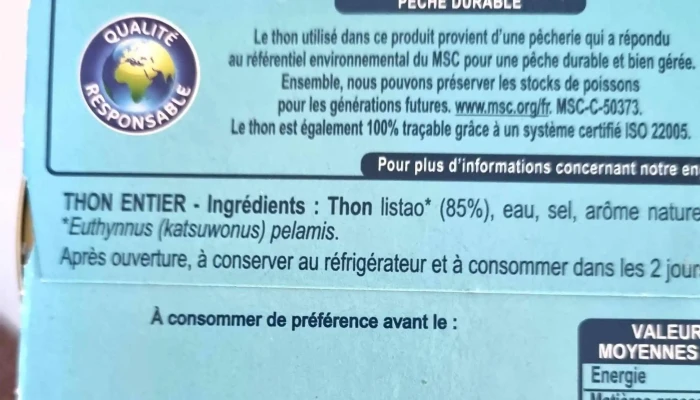 PÊCHE DURABLE
QUALITÉ
RESPONSABLE
Le thon utilisé dans ce produit provient d'une pêcherie qui a répondu
au référentiel environnemental du MSC pour une pêche durable et bien gérée.
Ensemble, nous pouvons préserver les stocks de poissons
pour les générations futures. www.msc.org/fr. MSC-C-50373.
Le thon est également 100% traçable grâce à un système certifié ISO 22005.
Pour plus d'informations concernant notre en
THON ENTIER - Ingrédients : Thon listao* (85%), eau, sel, arôme nature
*Euthynnus (katsuwonus) pelamis.
Après ouverture, à conserver au réfrigérateur et à consommer dans les 2 jour
À consommer de préférence avant le :
VALEUR
MOYENNES
Energie